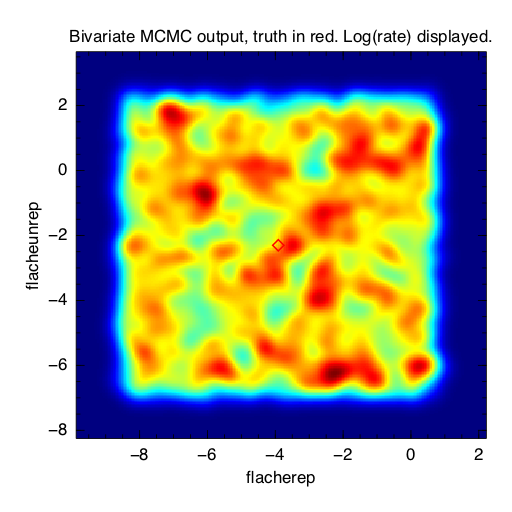 Bivariate MCMC output, truth in red. Log(rate) displayed.
2
0
−2
−4
−6
−8
flacheunrep
−8 −6 −4 −2 0 2
flacherep